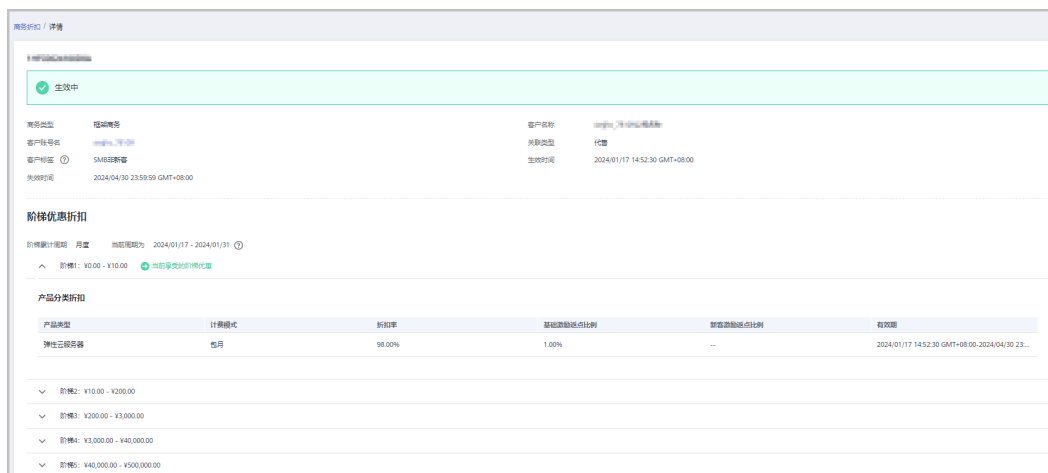 商务折扣 / 详情
生效中
商务类型 框架商务 客户名称
客户账号名 关联类型 代售
客户标签 SMB非新客 生效时间 2024/01/17 14:52:30 GMT+08:00
失效时间 2024/04/30 23:59:59 GMT+08:00
阶梯优惠折扣
阶梯累计周期 月度 当前周期为 2024/01/17 - 2024/01/31
阶梯1: ¥0.00 - ¥10.00 当前享受的阶梯优惠
产品分类折扣
产品类型 计费模式 折扣率 基础激励返点比例 新客激励返点比例 有效期
弹性云服务器 包月 98.00% 1.00% -- 2024/01/17 14:52:30 GMT+08:00-2024/04/30 23:...
阶梯2: ¥10.00 - ¥200.00
阶梯3: ¥200.00 - ¥3,000.00
阶梯4: ¥3,000.00 - ¥40,000.00
阶梯5: ¥40,000.00 - ¥500,000.00